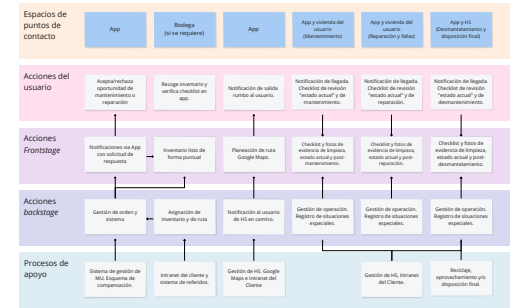 Espacios de
puntos de
contacto
App
Bodega
(si se requiere)
App
App y vivienda del
usuario
(Mantenimiento)
App y vivienda del
usuario
(Reparación y fallas)
App y HS
(Desmantelamiento y
disposición final)
Acciones del
usuario
Acepta/rechaza
oportunidad de
mantenimiento o
reparación
Recoge inventario y
verifica checklist en
app.
Notificación de salida
rumbo al usuario.
Notificación de llegada.
Checklist de revisión
"estado actual" y de
mantenimiento.
Notificación de llegada.
Checklist de revisión
"estado actual" y de
reparación.
Notificación de llegada.
Checklist de revisión
"estado actual" y de
desmantenimiento.
Acciones
Frontstage
Notificaciones vía App
con solicitud de
respuesta
Inventario listo de
forma puntual
Planeación de ruta
Google Maps.
Checklist y fotos de
evidencia de limpieza,
estado actual y post-
mantenimiento.
Checklist y fotos de
evidencia de limpieza,
estado actual y post-
reparación.
Checklist y fotos de
evidencia de limpieza,
estado actual y post-
desmantelamiento.
Acciones
backstage
Gestión de orden y
sistema
Asignación de
inventario y de ruta
Notificación al usuario
de HS en camino.
Gestión de operación.
Registro de situaciones
especiales.
Gestión de operación.
Registro de situaciones
especiales.
Gestión de operación.
Registro de situaciones
especiales.
Procesos de
apoyo
Sistema de gestión de
MU. Esquema de
compensación.
Intranet del cliente y
sistema de referidos.
Gestión de HS. Google
Maps e Intranet del
Cliente
Gestión de HS, Intranet
del Cliente.
Reciclaje,
aprovechamiento y/o
disposición final.